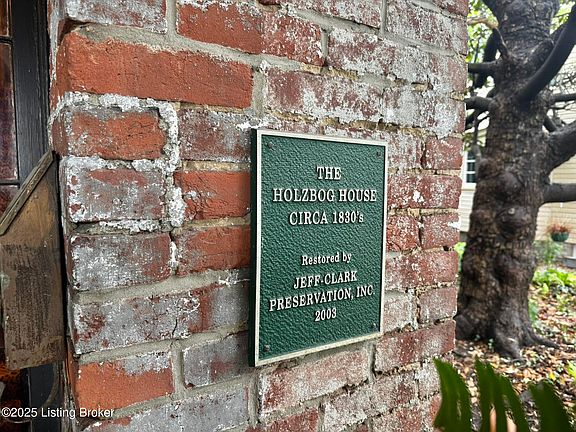 THE
HOLZBOG HOUSE
CIRCA 1830's
Restored by
JEFF-CLARK
PRESERVATION, INC.
2003
©2025 Listing Broker